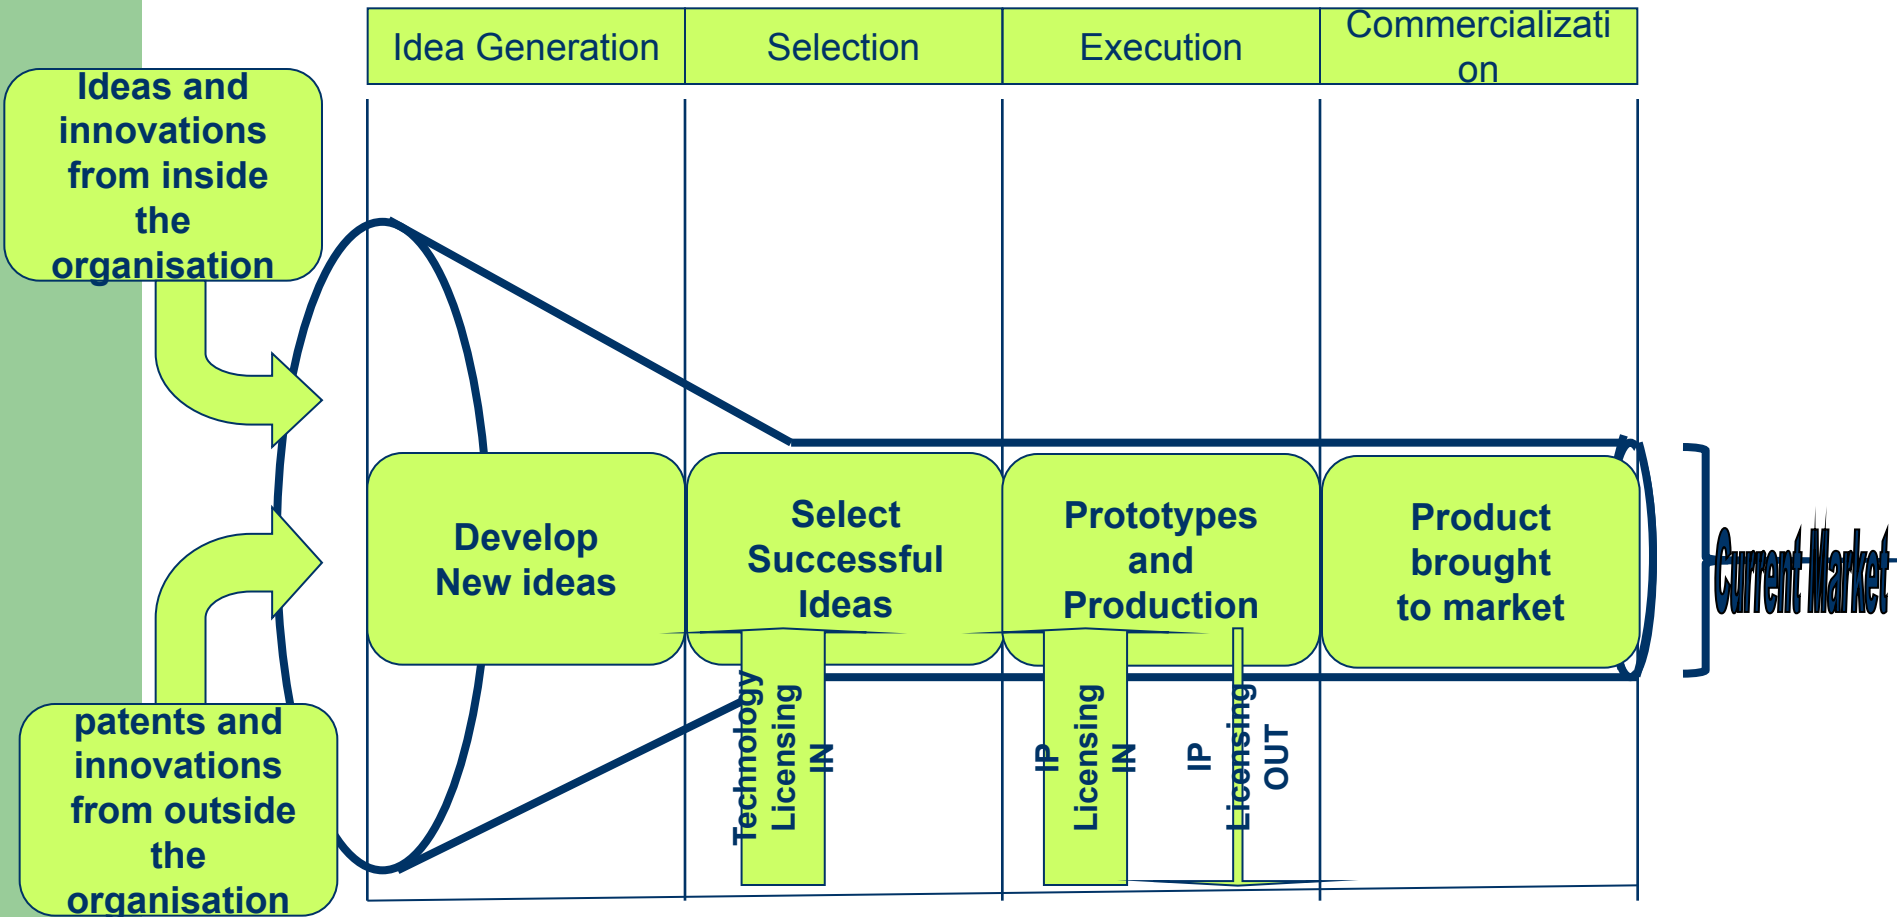 Idea Generation
Selection
Execution
Commercializati
on
Ideas and
innovations
from inside
the
organisation
Develop
New ideas
Select
Successful
Ideas
Prototypes
and
Production
Product
brought
to market
Current Market
patents and
innovations
from outside
the
organisation
Technology
Licensing
IN
IP
Licensing
IN
IP
Licensing
OUT